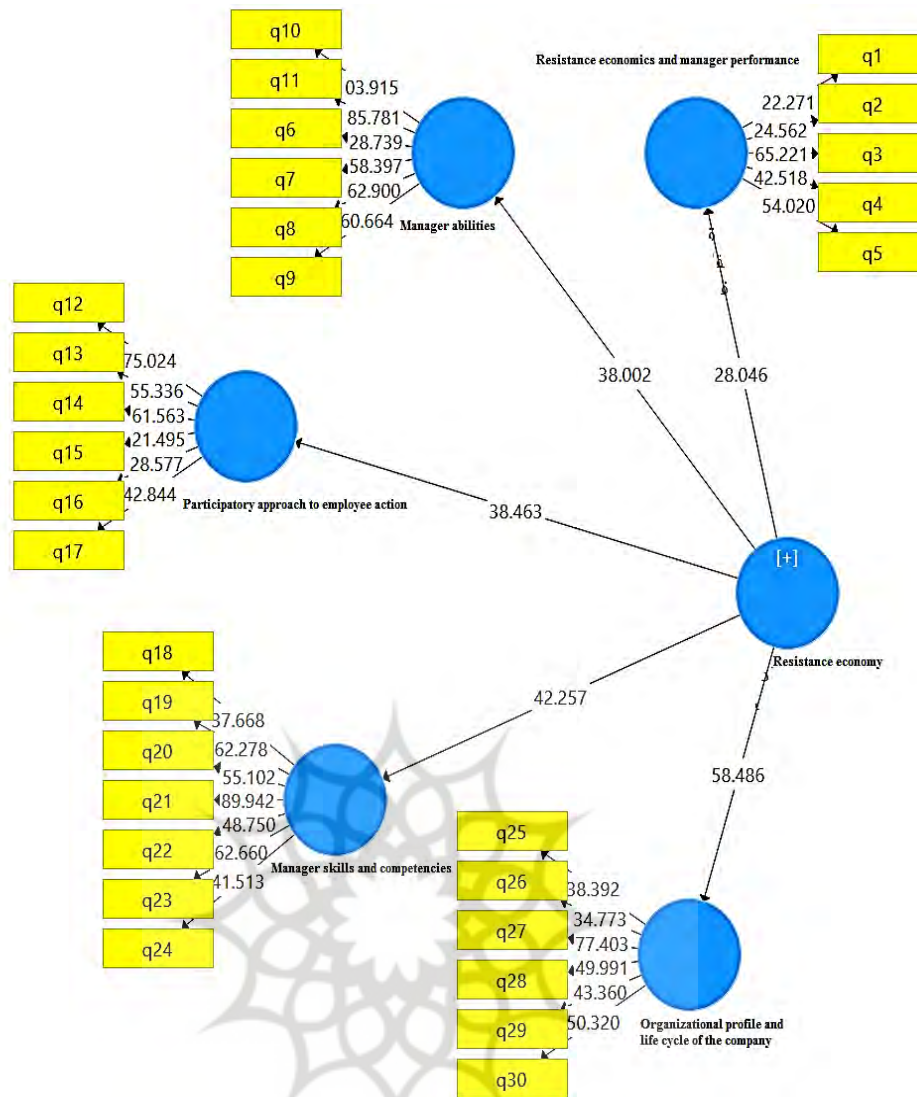 q10
q11
q6
q7
q8
q9
03.915
85.781
28.739
58.397
62.900
60.664
Manager abilities
Resistance economics and manager performance
q1
q2
q3
q4
q5
22.271
24.562
65.221
42.518
54.020
38.002
28.046
q12
q13
q14
q15
q16
q17
75.024
55.336
61.563
21.495
28.577
42.844
Participatory approach to employee action
38.463
[+]
Resistance economy
q18
q19
q20
q21
q22
q23
q24
37.668
62.278
55.102
89.942
48.750
62.660
41.513
Manager skills and competencies
42.257
58.486
q25
q26
q27
q28
q29
q30
38.392
34.773
77.403
49.991
43.360
50.320
Organizational profile and
life cycle of the company